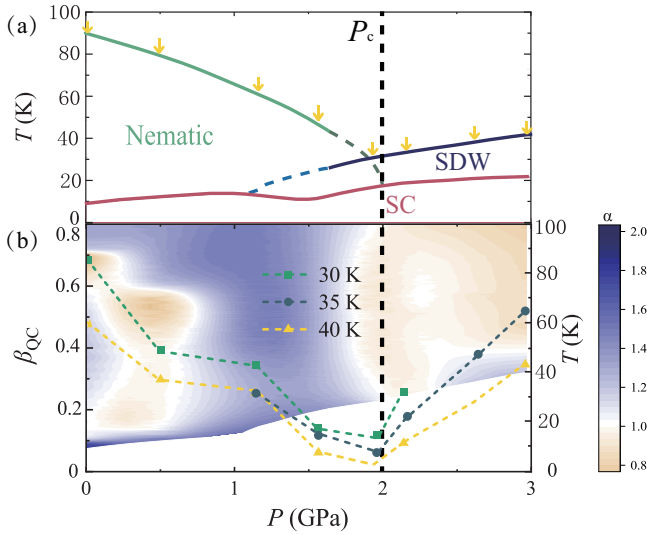 (a)
100
80
60
40
20
0
T (K)
Nematic
P_c
SDW
SC
(b)
0.8
0.6
0.4
0.2
0
β_QC
30 K
35 K
40 K
100
80
60
40
20
0
T (K)
0 1 2 3
P (GPa)
α
2.0
1.8
1.6
1.4
1.2
1.0
0.8